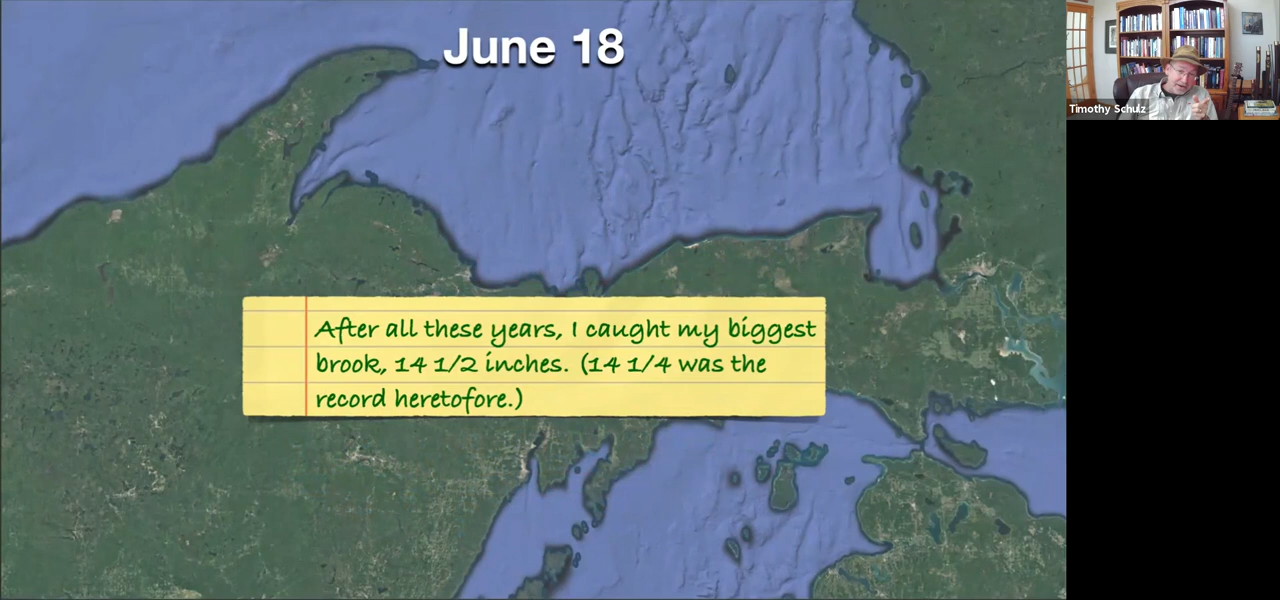 June 18
Timothy Schulz
After all these years, I caught my biggest
brook, 14 1/2 inches. (14 1/4 was the
record heretofore.)